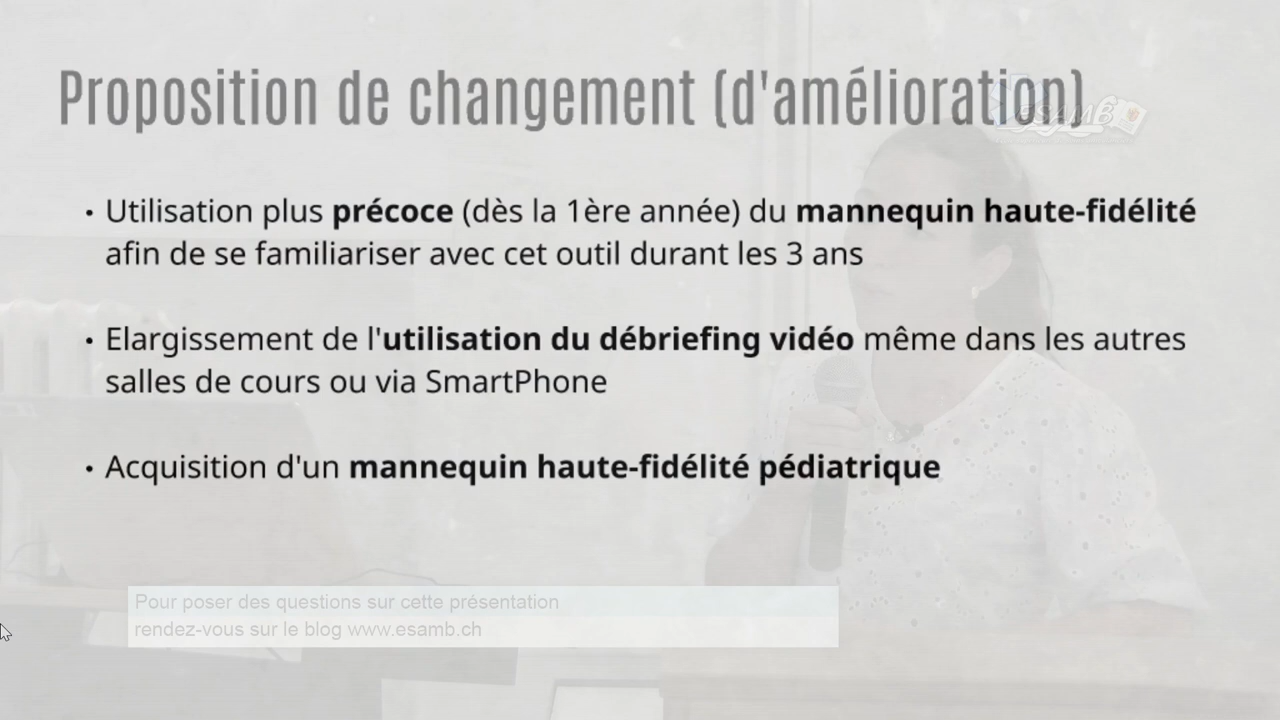 Proposition de changement (d'amélioration)
esamb
• Utilisation plus précoce (dès la 1ère année) du mannequin haute-fidélité
afin de se familiariser avec cet outil durant les 3 ans
• Elargissement de l'utilisation du débriefing vidéo même dans les autres
salles de cours ou via SmartPhone
• Acquisition d'un mannequin haute-fidélité pédiatrique
Pour poser des questions sur cette présentation
rendez-vous sur le blog www.esamb.ch